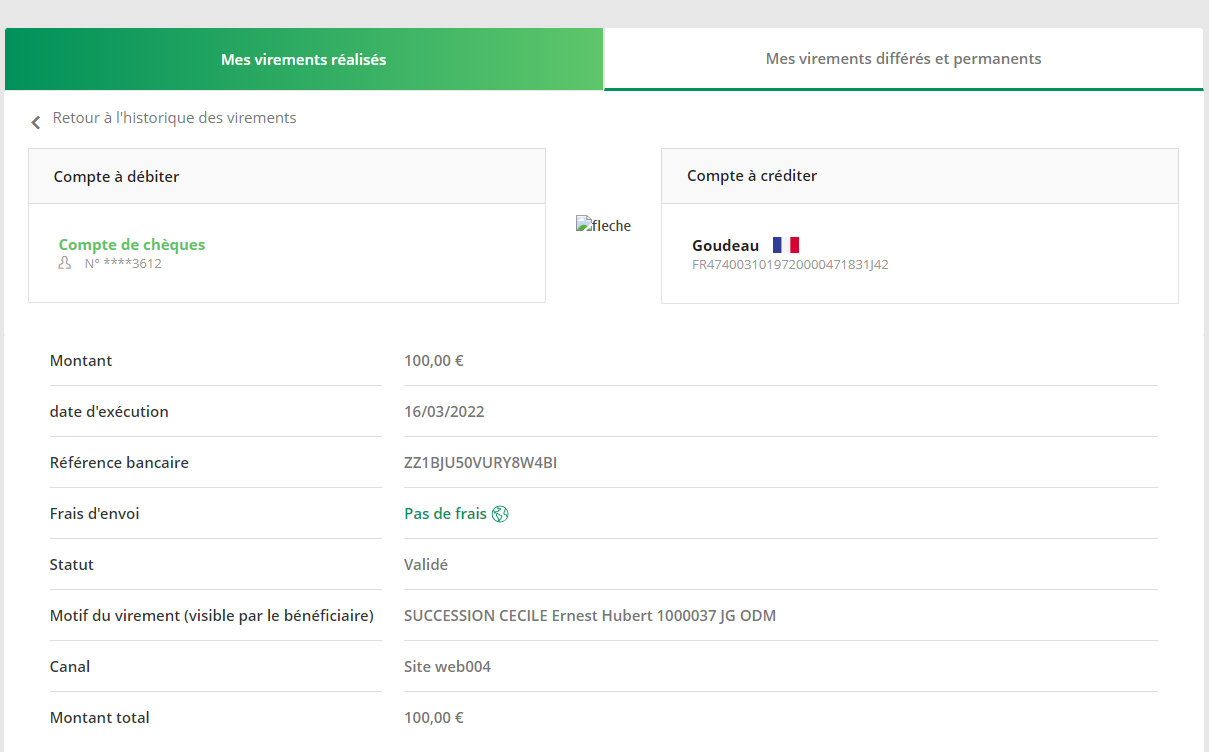 Mes virements réalisés
Mes virements différés et permanents
Retour à l'historique des virements
Compte à débiter
Compte de chèques
N° ****3612
fleche
Compte à créditer
Goudeau
FR4740031019720000471831J42
Montant 100,00 €
date d'exécution 16/03/2022
Référence bancaire ZZ1BJU50VURY8W4BI
Frais d'envoi Pas de frais
Statut Validé
Motif du virement (visible par le bénéficiaire) SUCCESSION CECILE Ernest Hubert 1000037 JG ODM
Canal Site web004
Montant total 100,00 €